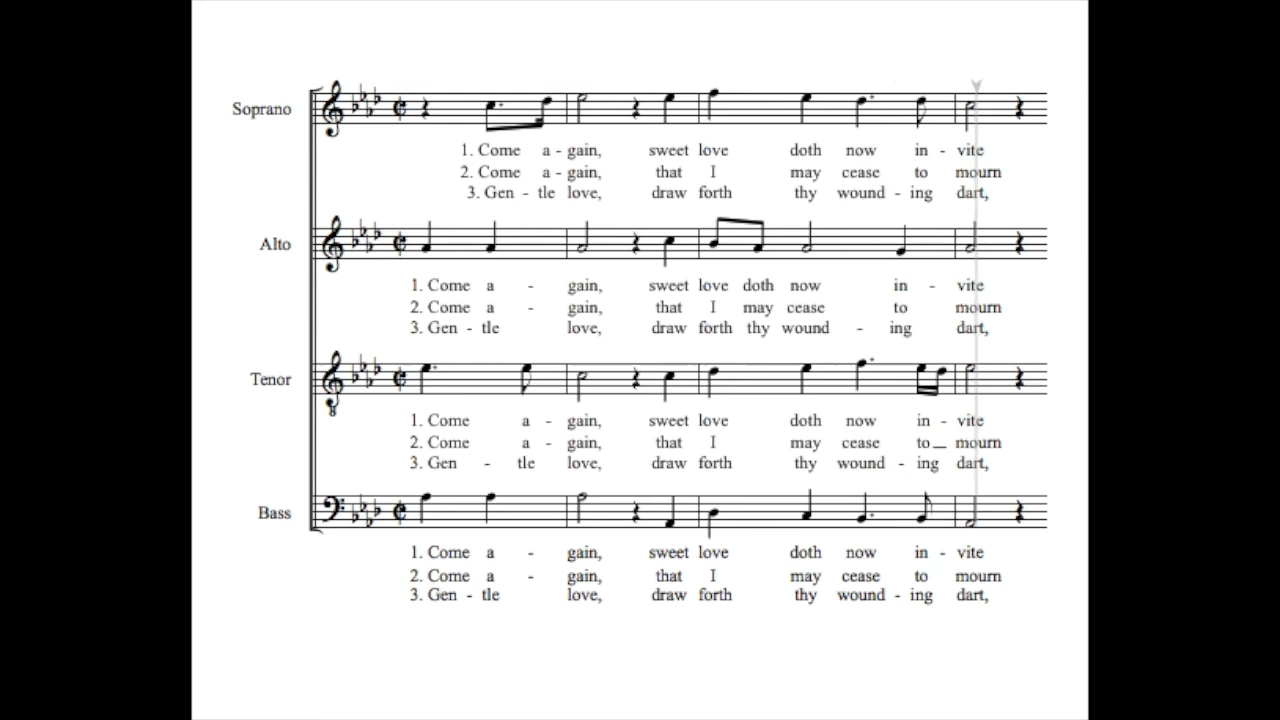 Soprano
1. Come a - gain, sweet love doth now in - vite
2. Come a - gain, that I may cease to mourn
3. Gen - tle love, draw forth thy wound - ing dart,
Alto
1. Come a - gain, sweet love doth now in - vite
2. Come a - gain, that I may cease to mourn
3. Gen - tle love, draw forth thy wound - ing dart,
Tenor
8
1. Come a - gain, sweet love doth now in - vite
2. Come a - gain, that I may cease to mourn
3. Gen - tle love, draw forth thy wound - ing dart,
Bass
1. Come a - gain, sweet love doth now in - vite
2. Come a - gain, that I may cease to mourn
3. Gen - tle love, draw forth thy wound - ing dart,